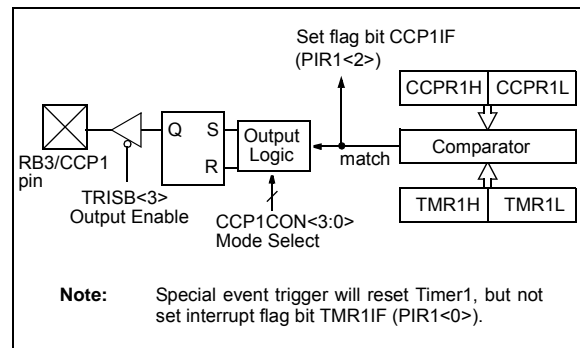 Set flag bit CCP1IF
(PIR1<2>)
CCPR1H CCPR1L
Q S Output
Logic
R
match
Comparator
RB3/CCP1
pin
TRISB<3>
Output Enable
CCP1CON<3:0>
Mode Select
TMR1H TMR1L
Note: Special event trigger will reset Timer1, but not
set interrupt flag bit TMR1IF (PIR1<0>).